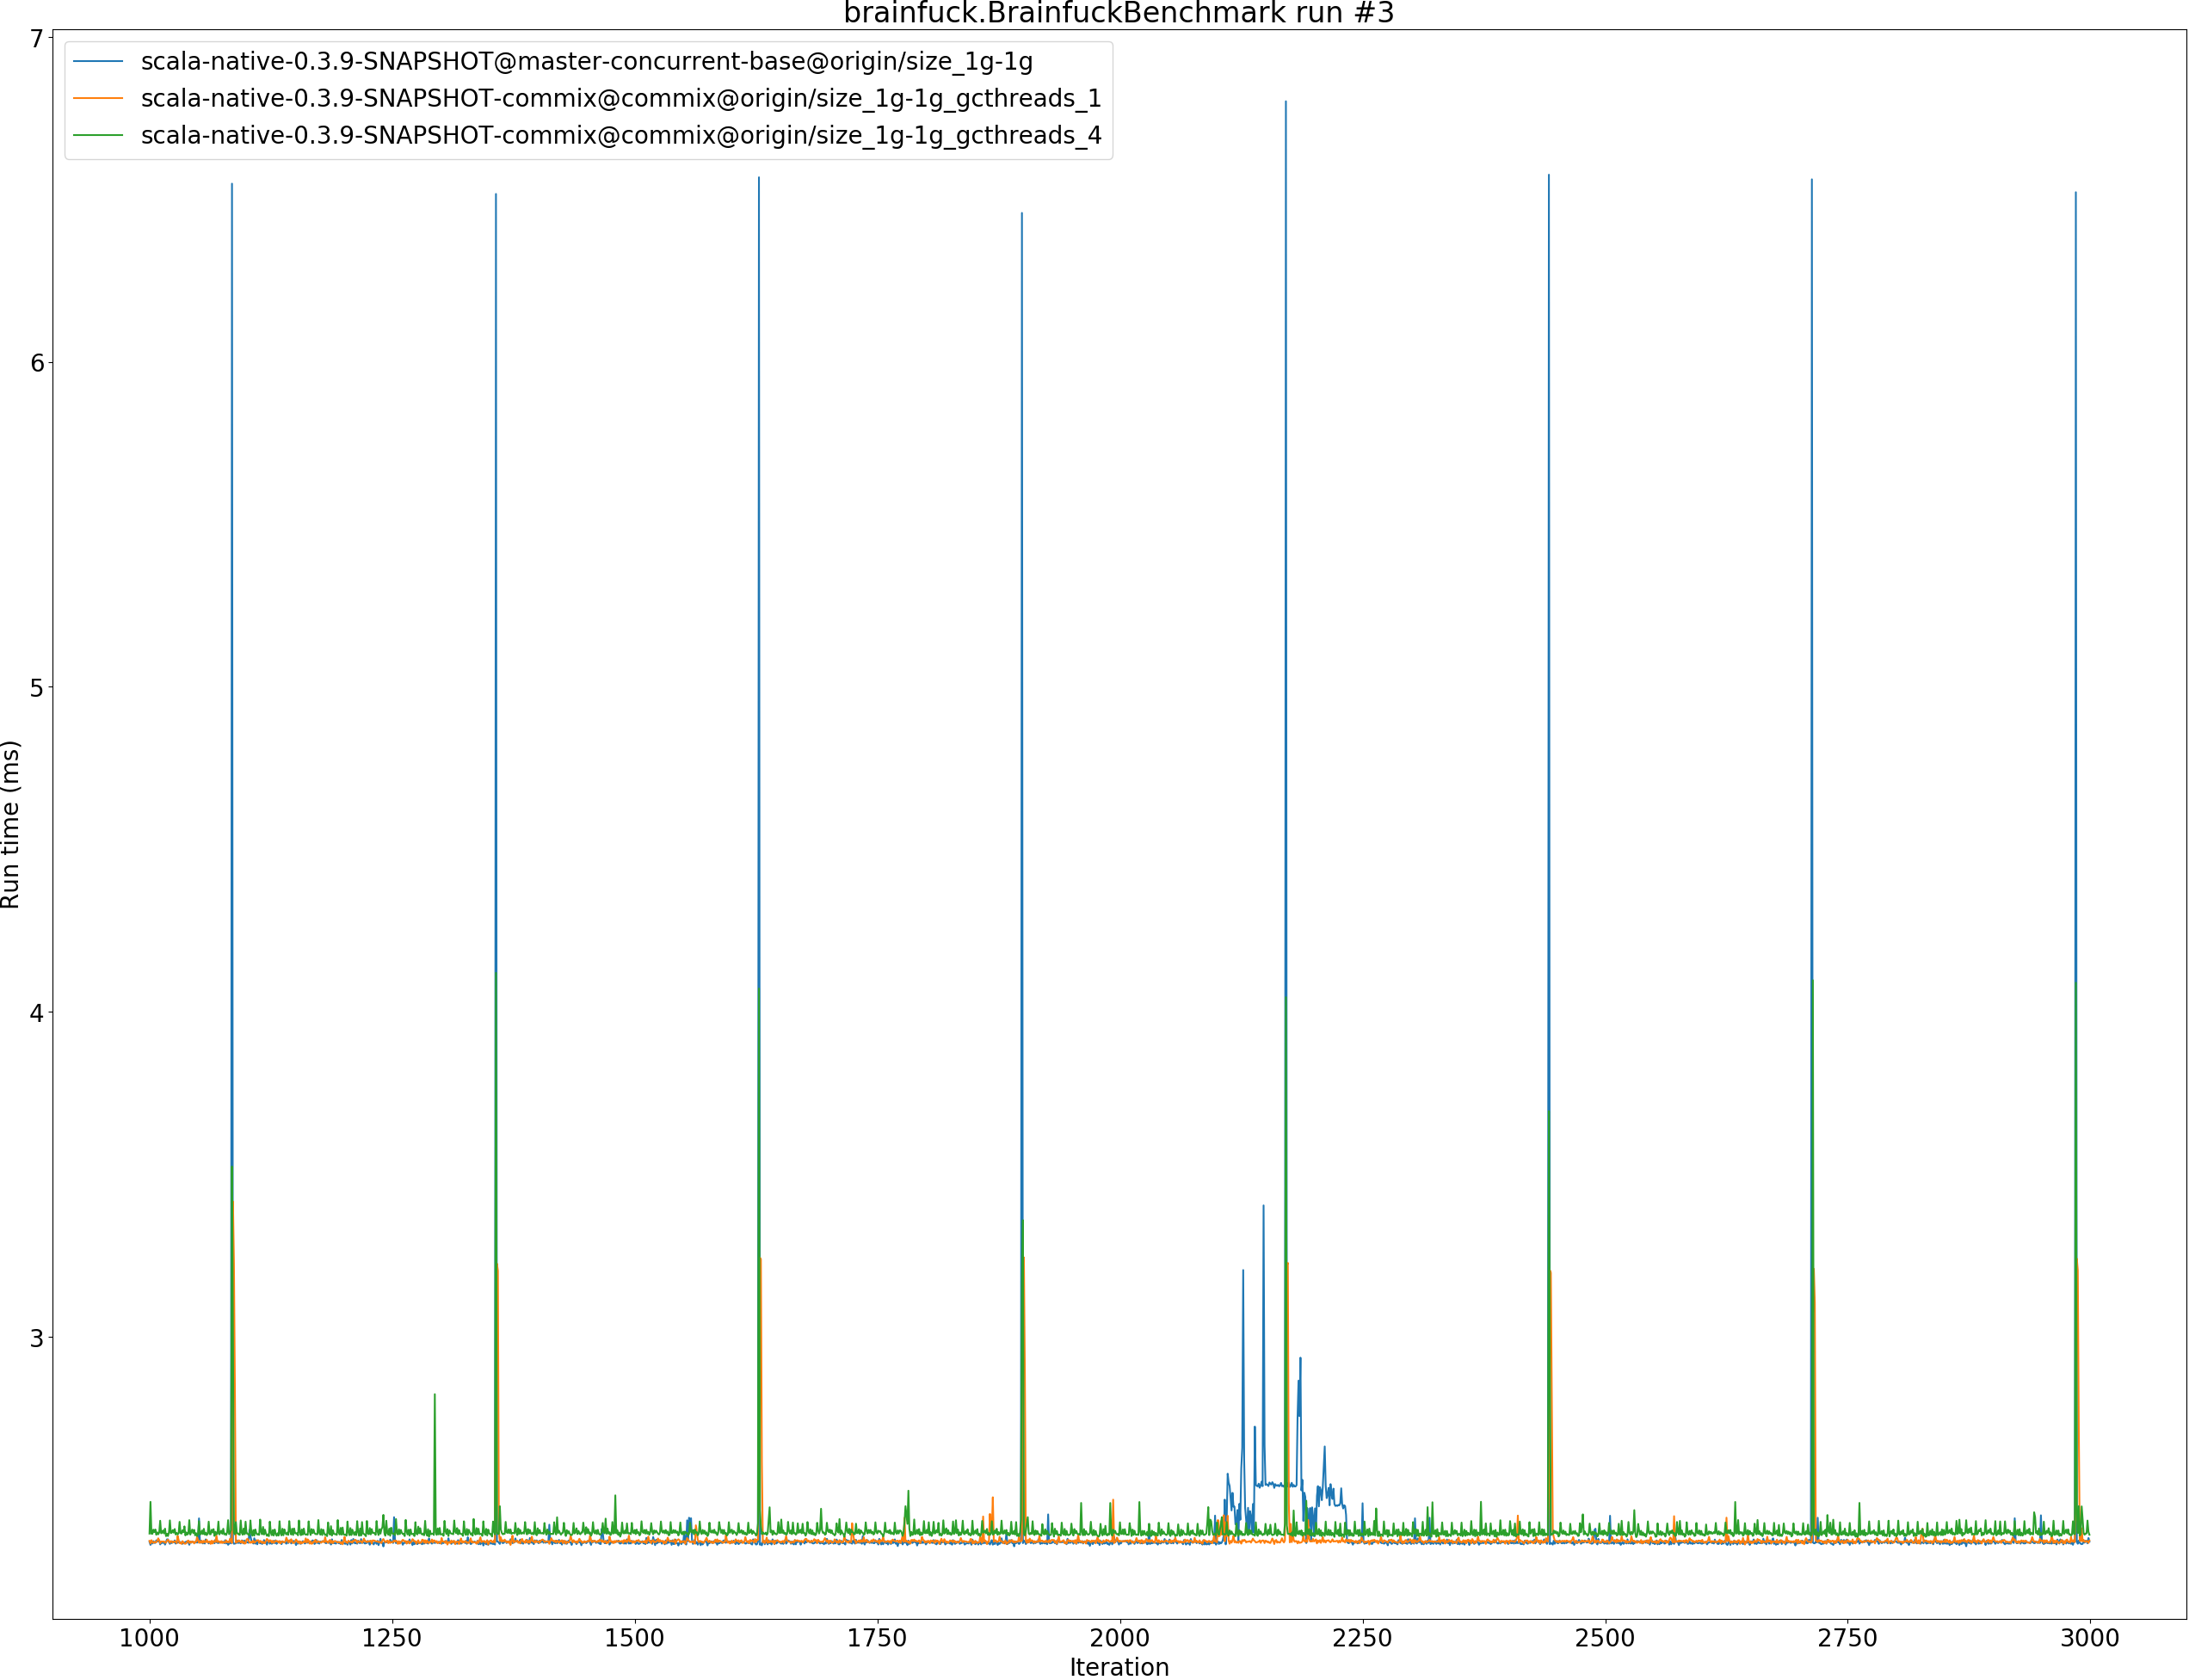 brainfuck.BrainfuckBenchmark run #3
scala-native-0.3.9-SNAPSHOT@master-concurrent-base@origin/size_1g-1g
scala-native-0.3.9-SNAPSHOT-commix@commix@origin/size_1g-1g_gcthreads_1
scala-native-0.3.9-SNAPSHOT-commix@commix@origin/size_1g-1g_gcthreads_4
7
6
5
4
3
Run time (ms)
1000 1250 1500 1750 2000 2250 2500 2750 3000
Iteration